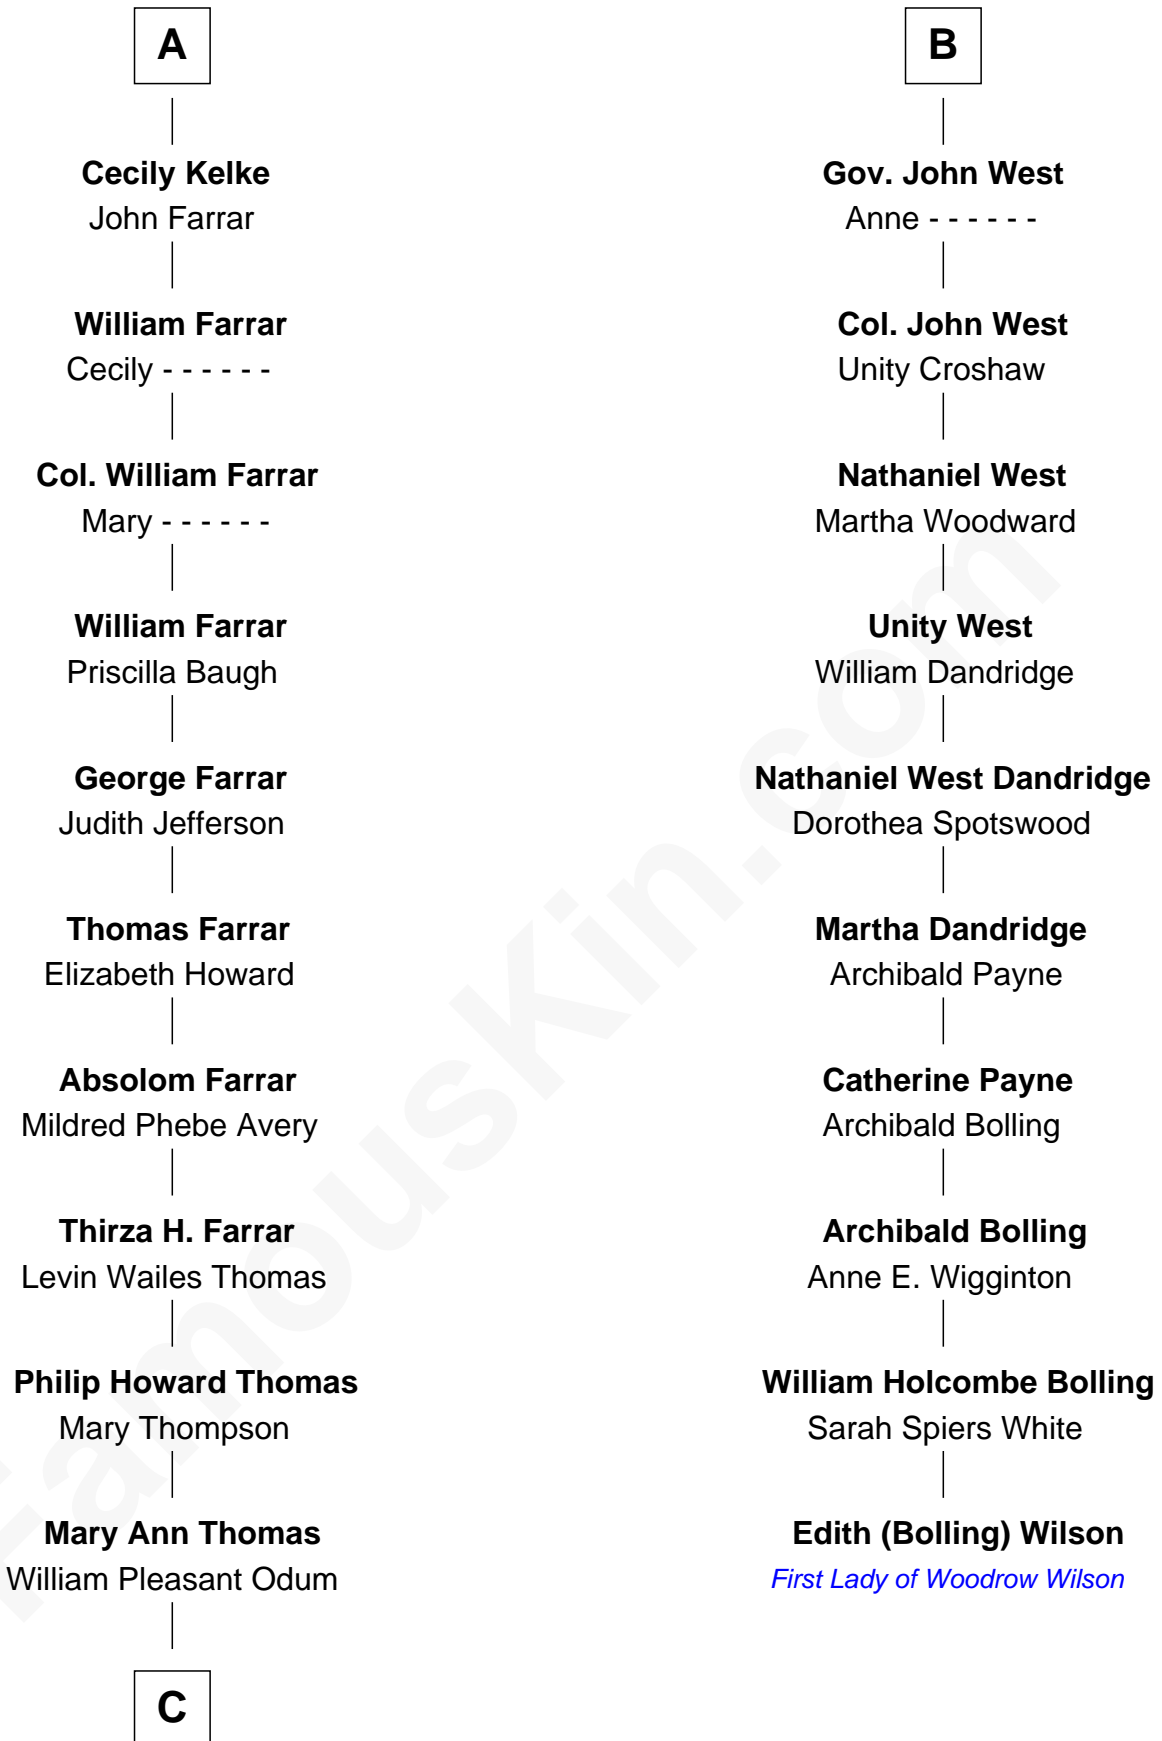 A
Cecily Kelke
John Farrar
William Farrar
Cecily - - - - - -
Col. William Farrar
Mary - - - - - -
William Farrar
Priscilla Baugh
George Farrar
Judith Jefferson
Thomas Farrar
Elizabeth Howard
Absolom Farrar
Mildred Phebe Avery
Thirza H. Farrar
Levin Wailes Thomas
Philip Howard Thomas
Mary Thompson
Mary Ann Thomas
William Pleasant Odum
C
B
Gov. John West
Anne - - - - - -
Col. John West
Unity Croshaw
Nathaniel West
Martha Woodward
Unity West
William Dandridge
Nathaniel West Dandridge
Dorothea Spotswood
Martha Dandridge
Archibald Payne
Catherine Payne
Archibald Bolling
Archibald Bolling
Anne E. Wigginton
William Holcombe Bolling
Sarah Spiers White
Edith (Bolling) Wilson
First Lady of Woodrow Wilson
FamousKin.com